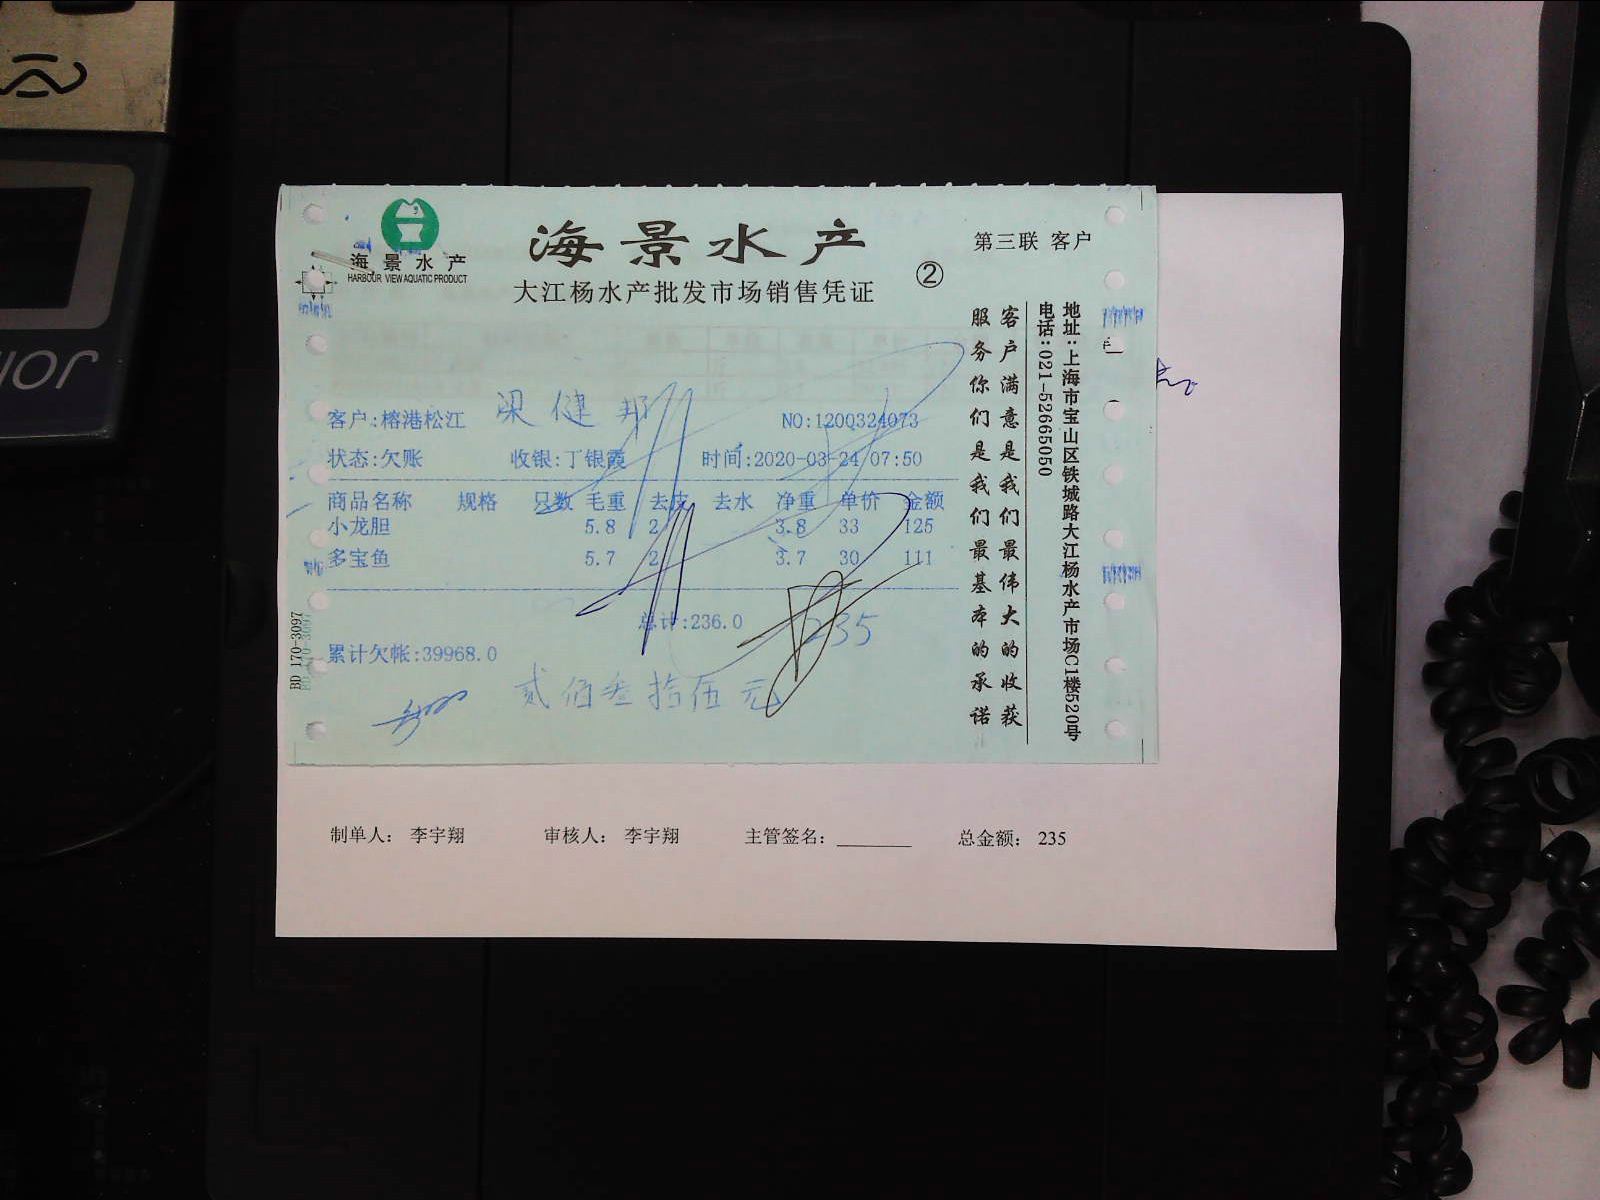 海景水产
HARBOUR VIEW AQUATIC PRODUCT
海景水产
大江杨水产批发市场销售凭证
②
第三联 客户
客户:榕港松江 梁健邦 NO:1200324073
状态:欠账 收银:丁银霞 时间:2020-03-24 07:50
商品名称 规格 只数 毛重 去皮 去水 净重 单价 金额
小龙胆 5.8 2 3.8 33 125
多宝鱼 5.7 2 3.7 30 111
总计:236.0 235
累计欠帐:39968.0
贰佰叁拾伍元
客户满意是我们最伟大的收获
服务你们是我们最基本的承诺
地址:上海市宝山区铁城路大江杨水产市场C1楼520号
电话:021-52665050
BD 170-3097
制单人: 李宇翔 审核人: 李宇翔 主管签名: 总金额: 235